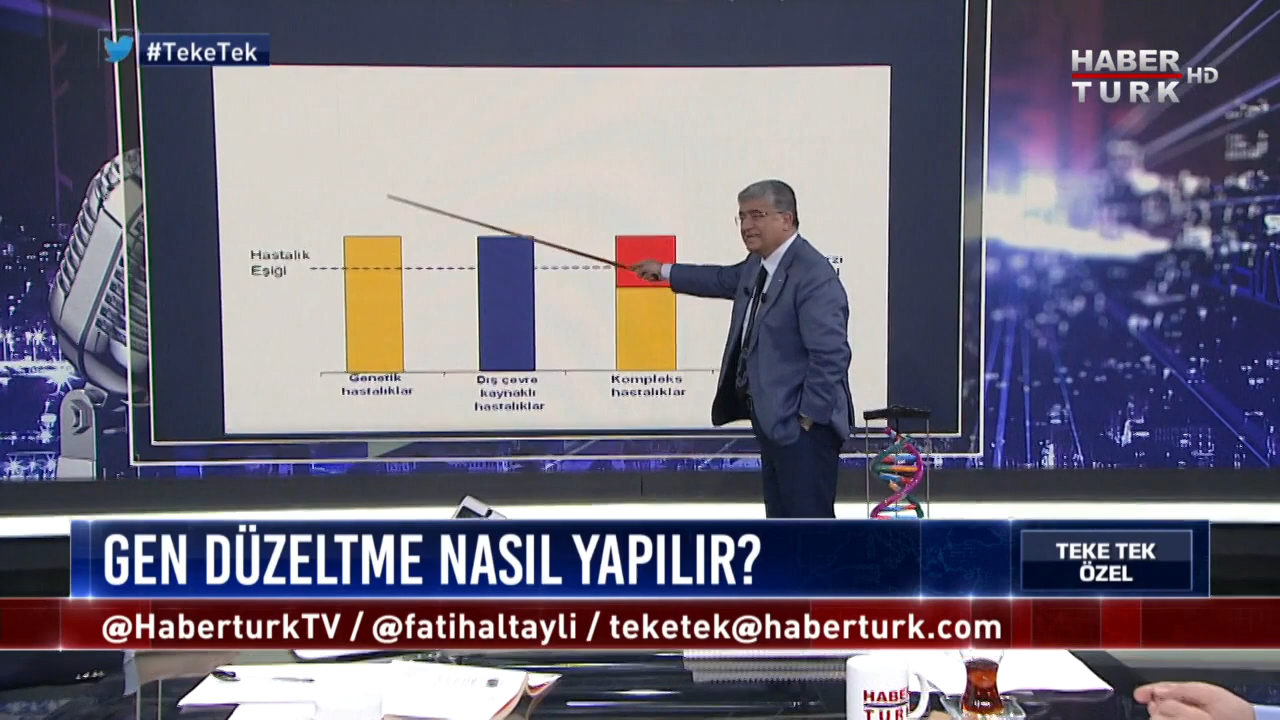 #TekeTek
HABER
TURK HD
Hastalık
Eşiği
Genetik
hastalıklar
Dış çevre
kaynaklı
hastalıklar
Kompleks
hastalıklar
GEN DÜZELTME NASIL YAPILIR?
TEKE TEK
ÖZEL
@HaberturkTV / @fatihaltayli / teketek@haberturk.com
HABER
TURK